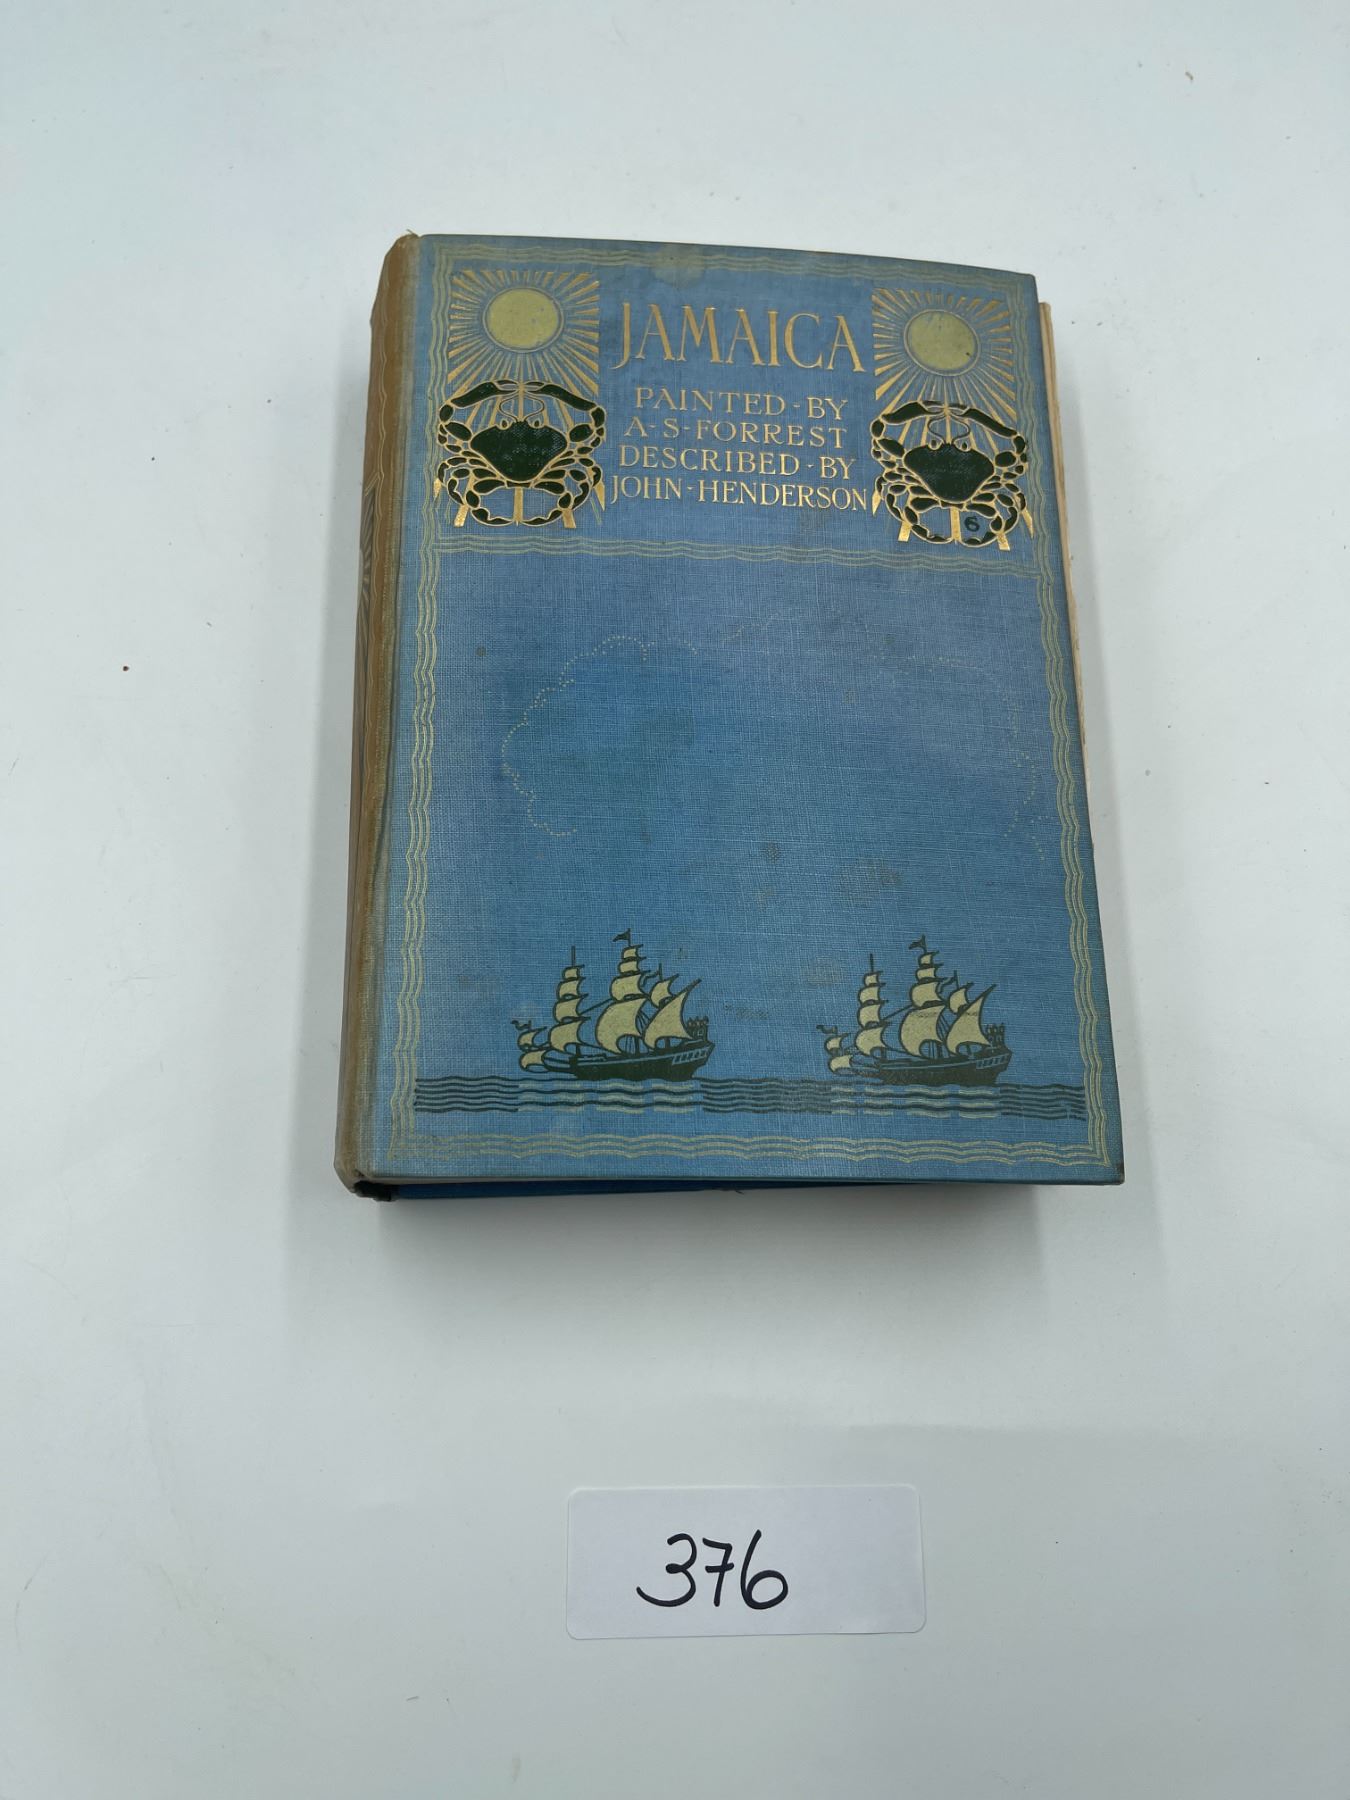 JAMAICA
PAINTED-BY
A-S-FORREST
DESCRIBED-BY
JOHN-HENDERSON
376